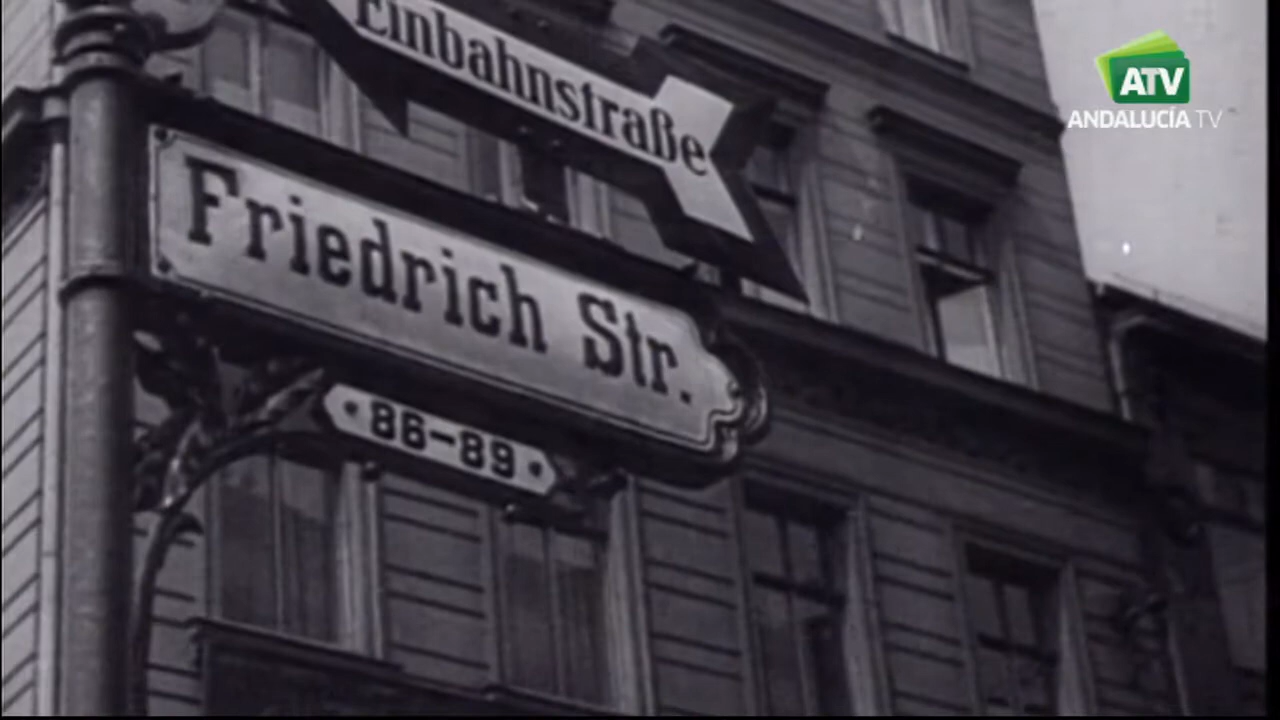 Einbahnstraße
Friedrich Str.
86-89
ATV
ANDALUCÍA TV